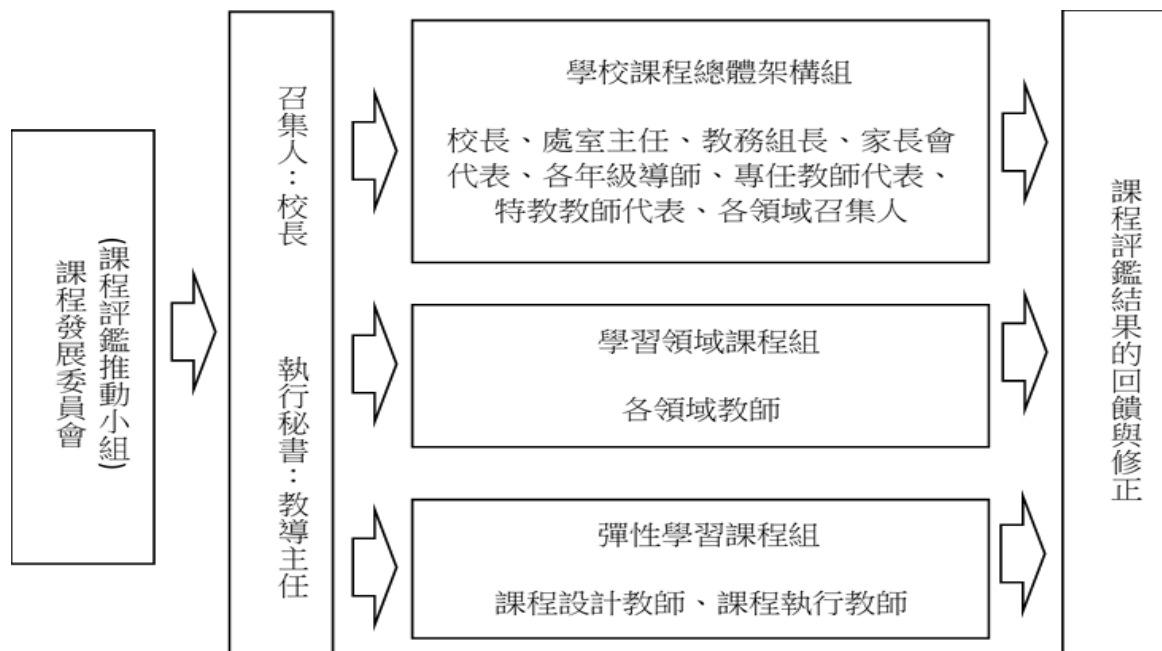 (課程評鑑推動小組)
課程發展委員會
召集人：校長
執行秘書：教導主任
學校課程總體架構組
校長、處室主任、教務組長、家長會
代表、各年級導師、專任教師代表、
特教教師代表、各領域召集人
學習領域課程組
各領域教師
彈性學習課程組
課程設計教師、課程執行教師
課程評鑑結果的回饋與修正